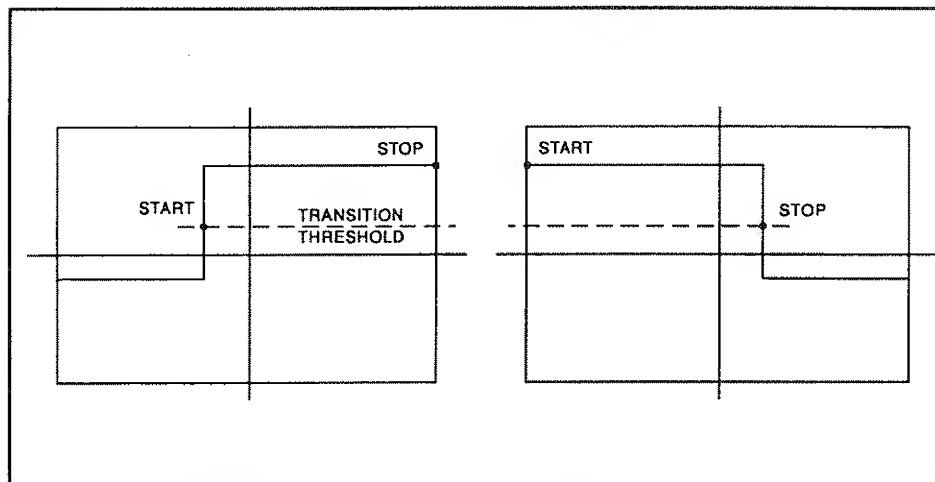 STOP
START
START
TRANSITION
THRESHOLD
STOP